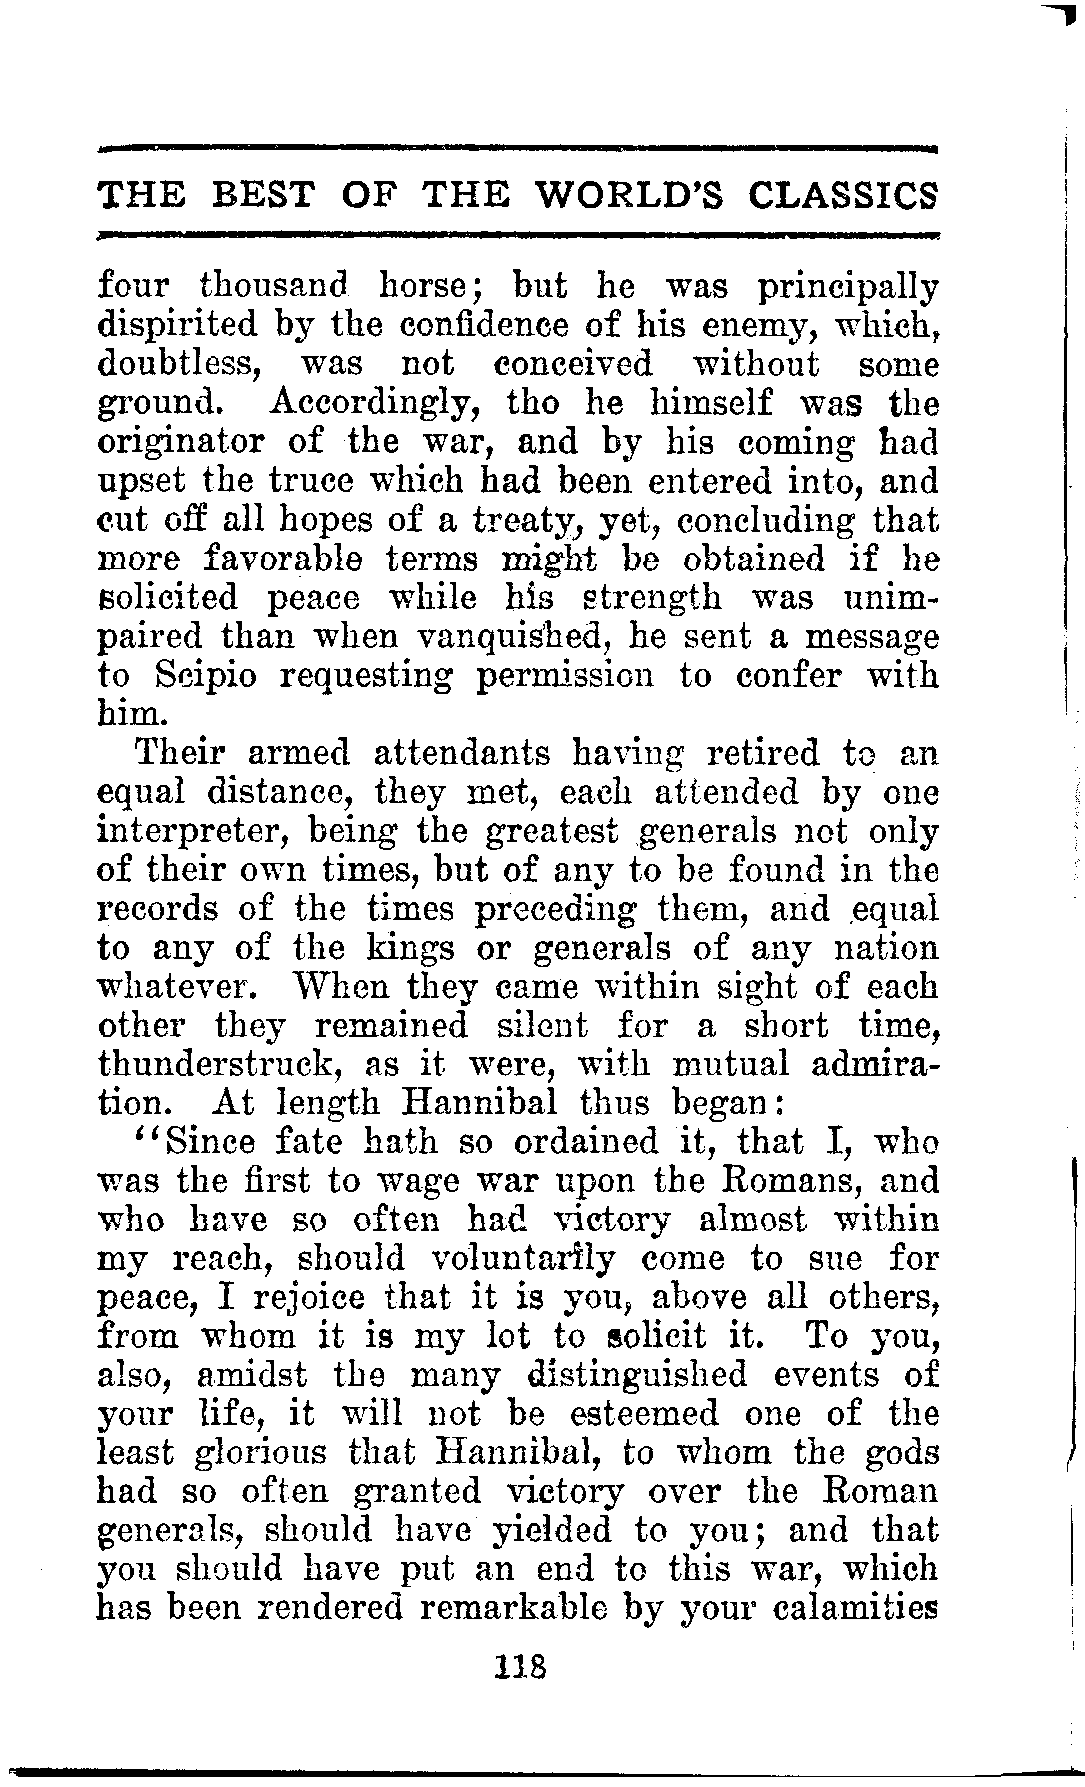 THE BEST OF THE WORLD'S CLASSICS
four thousand horse; but he was principally
dispirited by the confidence of his enemy, which,
doubtless, was not conceived without some
ground. Accordingly, tho he himself was the
originator of the war, and by his coming had
upset the truce which had been entered into, and
cut off all hopes of a treaty, yet, concluding that
more favorable terms might be obtained if he
solicited peace while his strength was unim-
paired than when vanquished, he sent a message
to Scipio requesting permission to confer with
him.
Their armed attendants having retired to an
equal distance, they met, each attended by one
interpreter, being the greatest generals not only
of their own times, but of any to be found in the
records of the times preceding them, and equal
to any of the kings or generals of any nation
whatever. When they came within sight of each
other they remained silent for a short time,
thunderstruck, as it were, with mutual admira-
tion. At length Hannibal thus began:
"Since fate hath so ordained it, that I, who
was the first to wage war upon the Romans, and
who have so often had victory almost within
my reach, should voluntarily come to sue for
peace, I rejoice that it is you, above all others,
from whom it is my lot to solicit it. To you,
also, amidst the many distinguished events of
your life, it will not be esteemed one of the
least glorious that Hannibal, to whom the gods
had so often granted victory over the Roman
generals, should have yielded to you; and that
you should have put an end to this war, which
has been rendered remarkable by your calamities
118